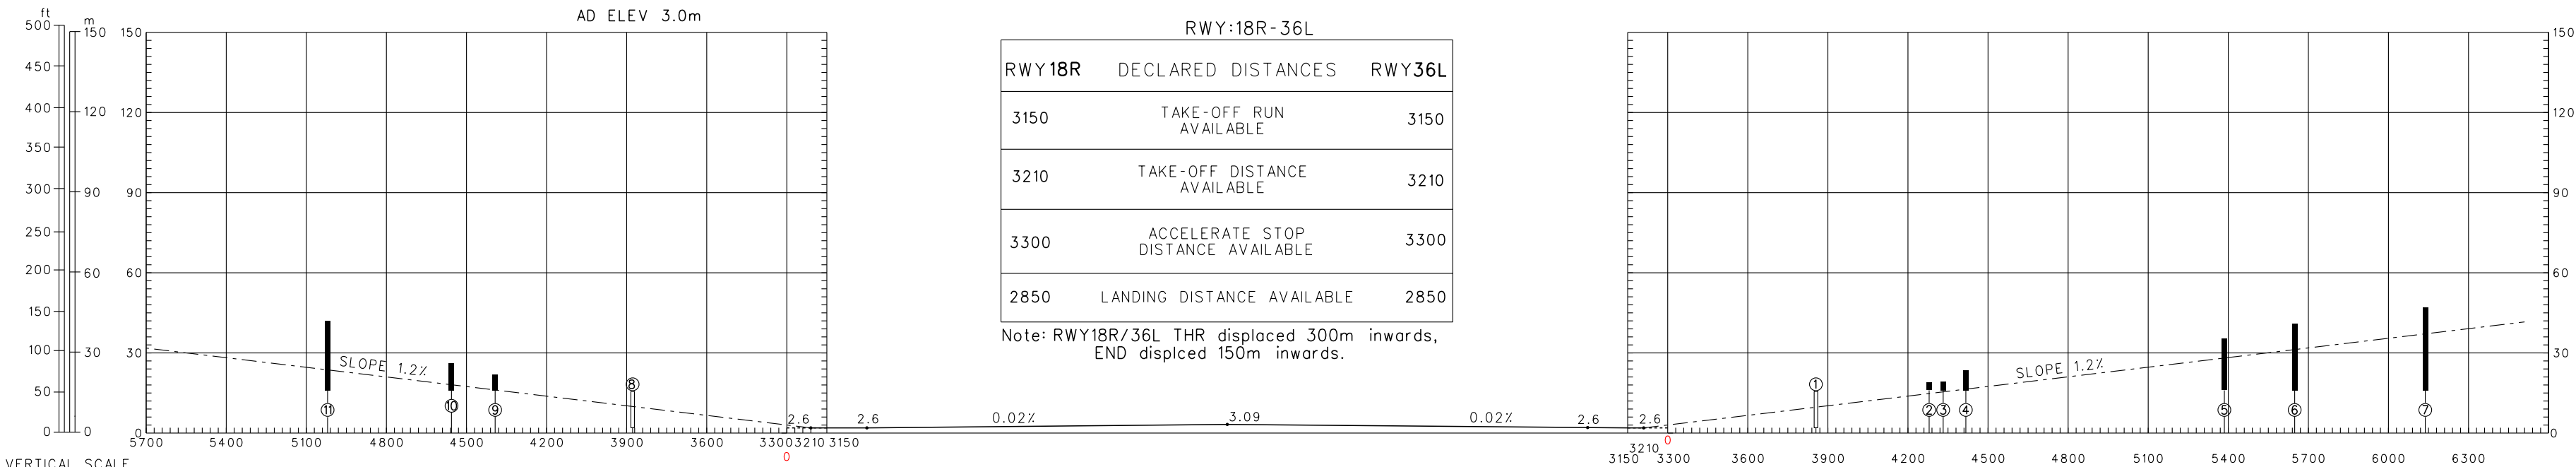 AD ELEV 3.0m
ft
m
500
450
400
350
300
250
200
150
100
50
0
150
120
90
60
30
0
150
120
90
60
30
0
SLOPE 1.2%
11
10
9
8
2.6
5700 5400 5100 4800 4500 4200 3900 3600 3300 3210 3150
0
VERTICAL SCALE
RWY:18R-36L
RWY18R DECLARED DISTANCES RWY36L
3150 TAKE-OFF RUN AVAILABLE 3150
3210 TAKE-OFF DISTANCE AVAILABLE 3210
3300 ACCELERATE STOP DISTANCE AVAILABLE 3300
2850 LANDING DISTANCE AVAILABLE 2850
Note: RWY18R/36L THR displaced 300m inwards,
END displced 150m inwards.
2.6 0.02% 3.09 0.02% 2.6
2.6
1
2
3
4
5
6
7
SLOPE 1.2%
150
120
90
60
30
0
0
3150 3210 3300 3600 3900 4200 4500 4800 5100 5400 5700 6000 6300